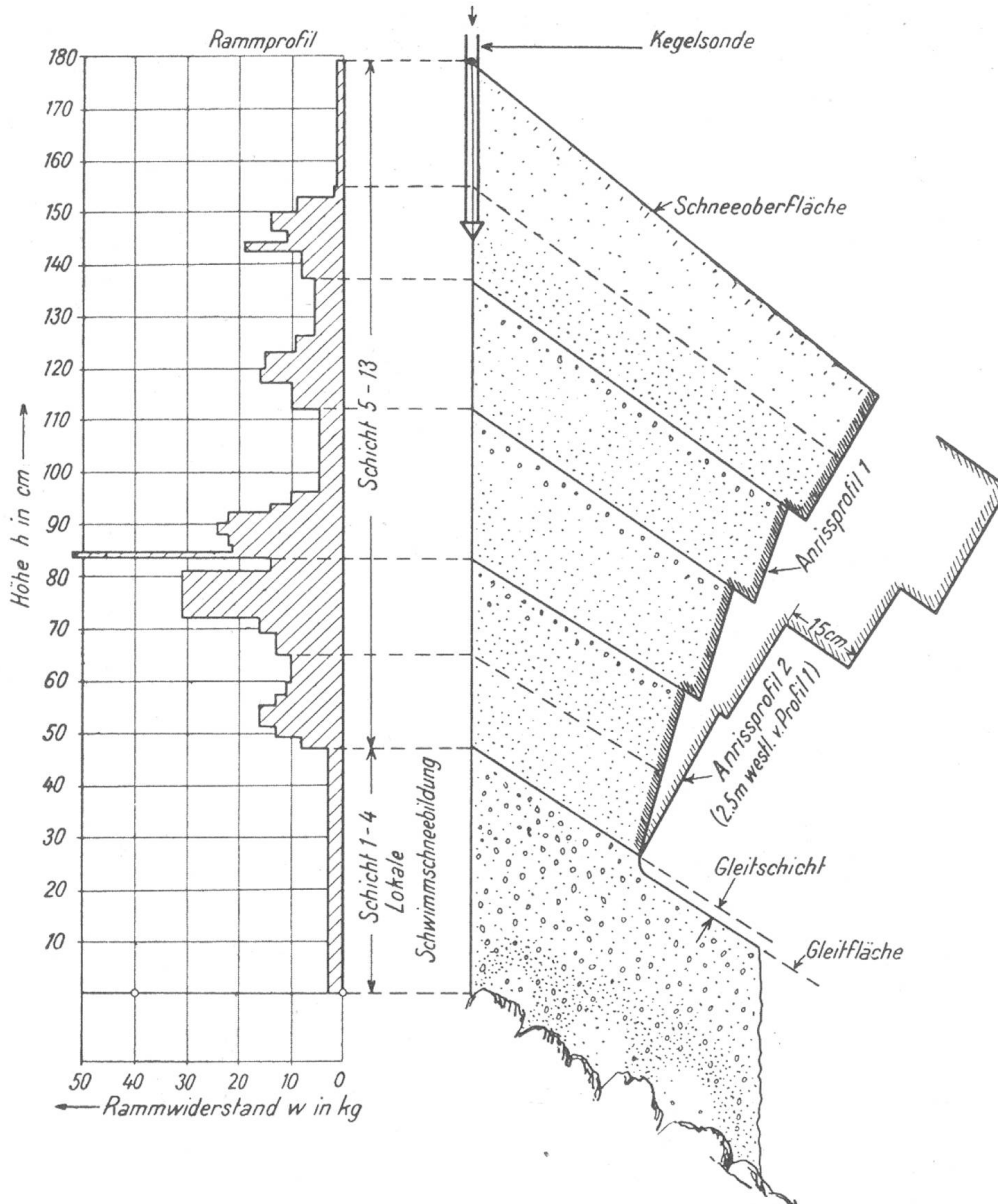 Rammprofil
Kegelsonde
180
170
160
150
140
130
120
110
100
90
80
70
60
50
40
30
20
10
Höhe h in cm
50 40 30 20 10 0
Rammwiderstand w in kg
Schicht 5 - 13
Schicht 1 - 4
Lokale
Schwimmschneebildung
Schneeoberfläche
Anrissprofil 1
15cm
Anrissprofil 2
(2.5m westl. v. Profil 1)
Gleitschicht
Gleitfläche